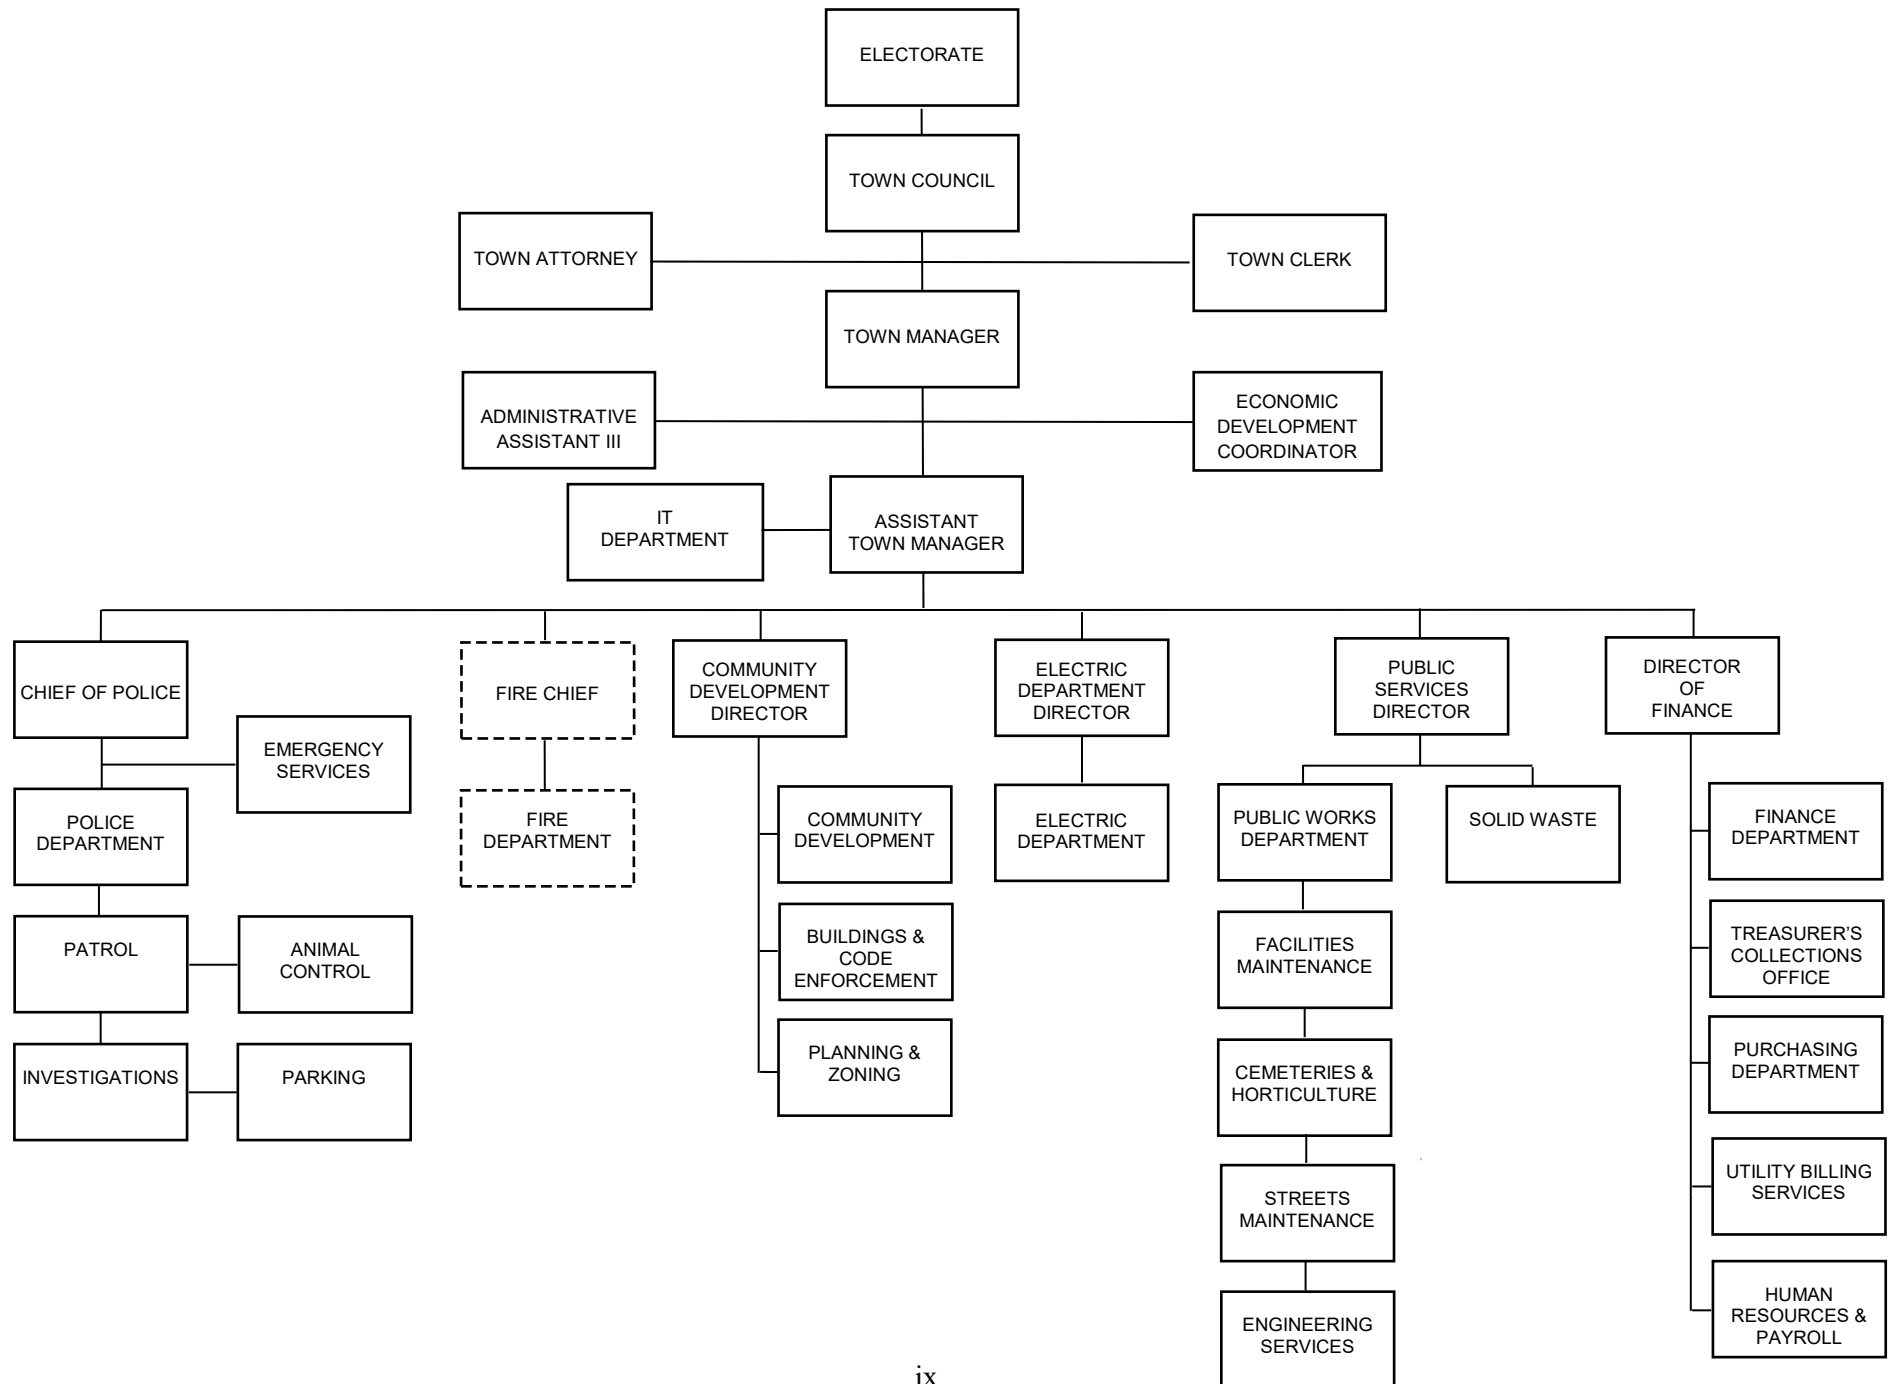 ELECTORATE
TOWN COUNCIL
TOWN ATTORNEY
TOWN CLERK
TOWN MANAGER
ADMINISTRATIVE
ASSISTANT III
ECONOMIC
DEVELOPMENT
COORDINATOR
IT
DEPARTMENT
ASSISTANT
TOWN MANAGER
CHIEF OF POLICE
FIRE CHIEF
COMMUNITY
DEVELOPMENT
DIRECTOR
ELECTRIC
DEPARTMENT
DIRECTOR
PUBLIC
SERVICES
DIRECTOR
DIRECTOR
OF
FINANCE
EMERGENCY
SERVICES
POLICE
DEPARTMENT
FIRE
DEPARTMENT
COMMUNITY
DEVELOPMENT
ELECTRIC
DEPARTMENT
PUBLIC WORKS
DEPARTMENT
SOLID WASTE
FINANCE
DEPARTMENT
PATROL
ANIMAL
CONTROL
BUILDINGS &
CODE
ENFORCEMENT
FACILITIES
MAINTENANCE
TREASURER’S
COLLECTIONS
OFFICE
INVESTIGATIONS
PARKING
PLANNING &
ZONING
CEMETERIES &
HORTICULTURE
PURCHASING
DEPARTMENT
STREETS
MAINTENANCE
UTILITY BILLING
SERVICES
ENGINEERING
SERVICES
HUMAN
RESOURCES &
PAYROLL
ix